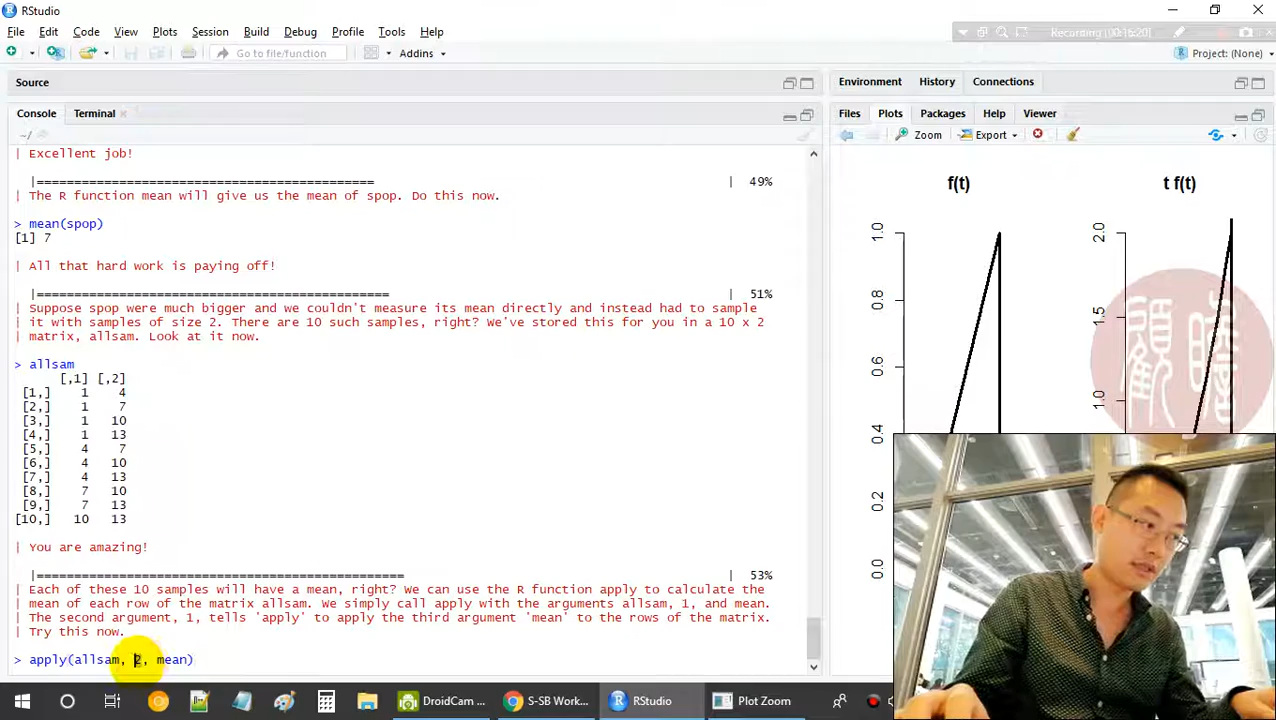 RStudio
File Edit Code View Plots Session Build Debug Profile Tools Help
Recording [00:16:20]
Go to file/function
Addins
Project: (None)
Source
Environment History Connections
Console Terminal
Files Plots Packages Help Viewer
~/
Zoom Export
| Excellent job!
|============================================= | 49%
| The R function mean will give us the mean of spop. Do this now.
> mean(spop)
[1] 7
| All that hard work is paying off!
|=============================================== | 51%
| Suppose spop were much bigger and we couldn't measure its mean directly and instead had to sample
| it with samples of size 2. There are 10 such samples, right? We've stored this for you in a 10 x 2
| matrix, allsam. Look at it now.
> allsam
[,1] [,2]
[1,] 1 4
[2,] 1 7
[3,] 1 10
[4,] 1 13
[5,] 4 7
[6,] 4 10
[7,] 4 13
[8,] 7 10
[9,] 7 13
[10,] 10 13
| You are amazing!
|================================================= | 53%
| Each of these 10 samples will have a mean, right? We can use the R function apply to calculate the
| mean of each row of the matrix allsam. We simply call apply with the arguments allsam, 1, and mean.
| The second argument, 1, tells 'apply' to apply the third argument 'mean' to the rows of the matrix.
| Try this now.
> apply(allsam, 2, mean)
f(t)
t f(t)
1.0
0.8
0.6
0.4
0.2
0.0
2.0
1.5
1.0
DroidCam ...
S-SB Work...
RStudio
Plot Zoom